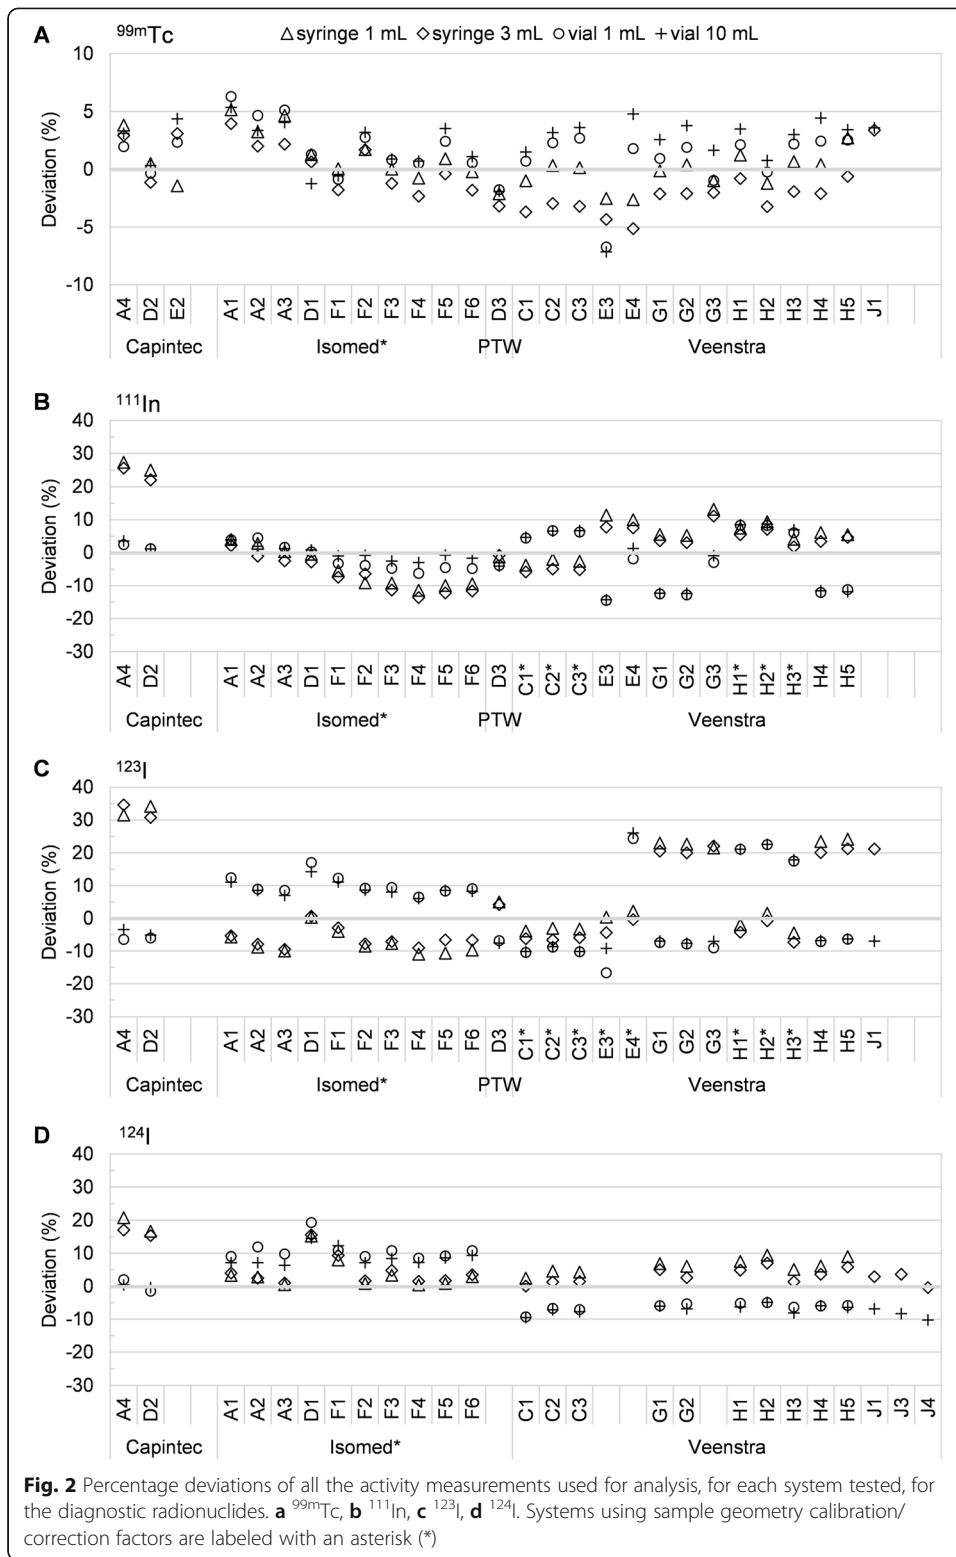 A 99mTc △ syringe 1 mL ◇ syringe 3 mL ○ vial 1 mL + vial 10 mL
10
5
0
-5
-10
Deviation (%)
A4 D2 E2 A1 A2 A3 D1 F1 F2 F3 F4 F5 F6 D3 C1 C2 C3 E3 E4 G1 G2 G3 H1 H2 H3 H4 H5 J1
Capintec Isomed* PTW Veenstra
B 111In
40
30
20
10
0
-10
-20
-30
Deviation (%)
A4 D2 A1 A2 A3 D1 F1 F2 F3 F4 F5 F6 D3 C1* C2* C3* E3 E4 G1 G2 G3 H1* H2* H3* H4 H5
Capintec Isomed* PTW Veenstra
C 123I
40
30
20
10
0
-10
-20
-30
Deviation (%)
A4 D2 A1 A2 A3 D1 F1 F2 F3 F4 F5 F6 D3 C1* C2* C3* E3* E4* G1 G2 G3 H1* H2* H3* H4 H5 J1
Capintec Isomed* PTW Veenstra
D 124I
40
30
20
10
0
-10
-20
-30
Deviation (%)
A4 D2 A1 A2 A3 D1 F1 F2 F3 F4 F5 F6 C1 C2 C3 G1 G2 H1 H2 H3 H4 H5 J1 J3 J4
Capintec Isomed* Veenstra
Fig. 2 Percentage deviations of all the activity measurements used for analysis, for each system tested, for
the diagnostic radionuclides. a 99mTc, b 111In, c 123I, d 124I. Systems using sample geometry calibration/
correction factors are labeled with an asterisk (*)